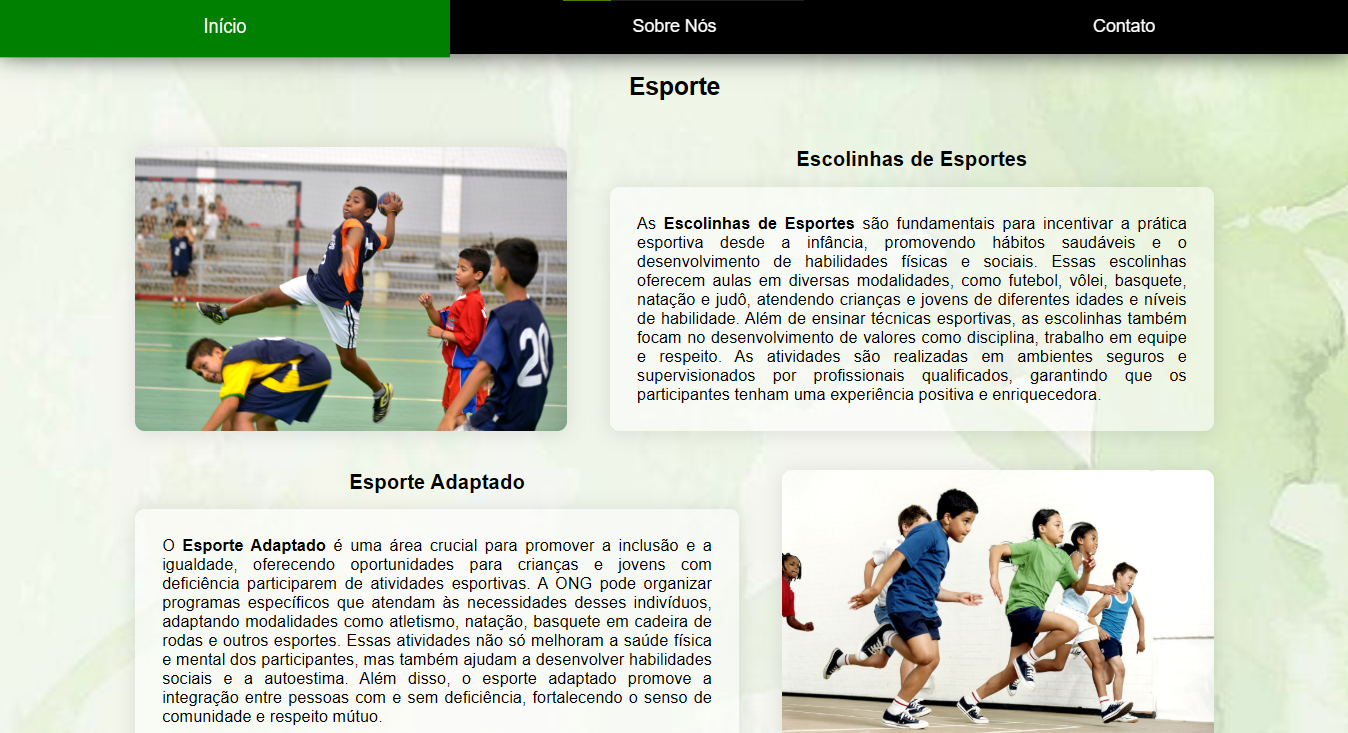 Início
Sobre Nós
Contato
Esporte
Escolinhas de Esportes
As Escolinhas de Esportes são fundamentais para incentivar a prática
esportiva desde a infância, promovendo hábitos saudáveis e o
desenvolvimento de habilidades físicas e sociais. Essas escolinhas
oferecem aulas em diversas modalidades, como futebol, vôlei, basquete,
natação e judô, atendendo crianças e jovens de diferentes idades e níveis
de habilidade. Além de ensinar técnicas esportivas, as escolinhas também
focam no desenvolvimento de valores como disciplina, trabalho em equipe
e respeito. As atividades são realizadas em ambientes seguros e
supervisionados por profissionais qualificados, garantindo que os
participantes tenham uma experiência positiva e enriquecedora.
20
Esporte Adaptado
O Esporte Adaptado é uma área crucial para promover a inclusão e a
igualdade, oferecendo oportunidades para crianças e jovens com
deficiência participarem de atividades esportivas. A ONG pode organizar
programas específicos que atendam às necessidades desses indivíduos,
adaptando modalidades como atletismo, natação, basquete em cadeira de
rodas e outros esportes. Essas atividades não só melhoram a saúde física
e mental dos participantes, mas também ajudam a desenvolver habilidades
sociais e a autoestima. Além disso, o esporte adaptado promove a
integração entre pessoas com e sem deficiência, fortalecendo o senso de
comunidade e respeito mútuo.